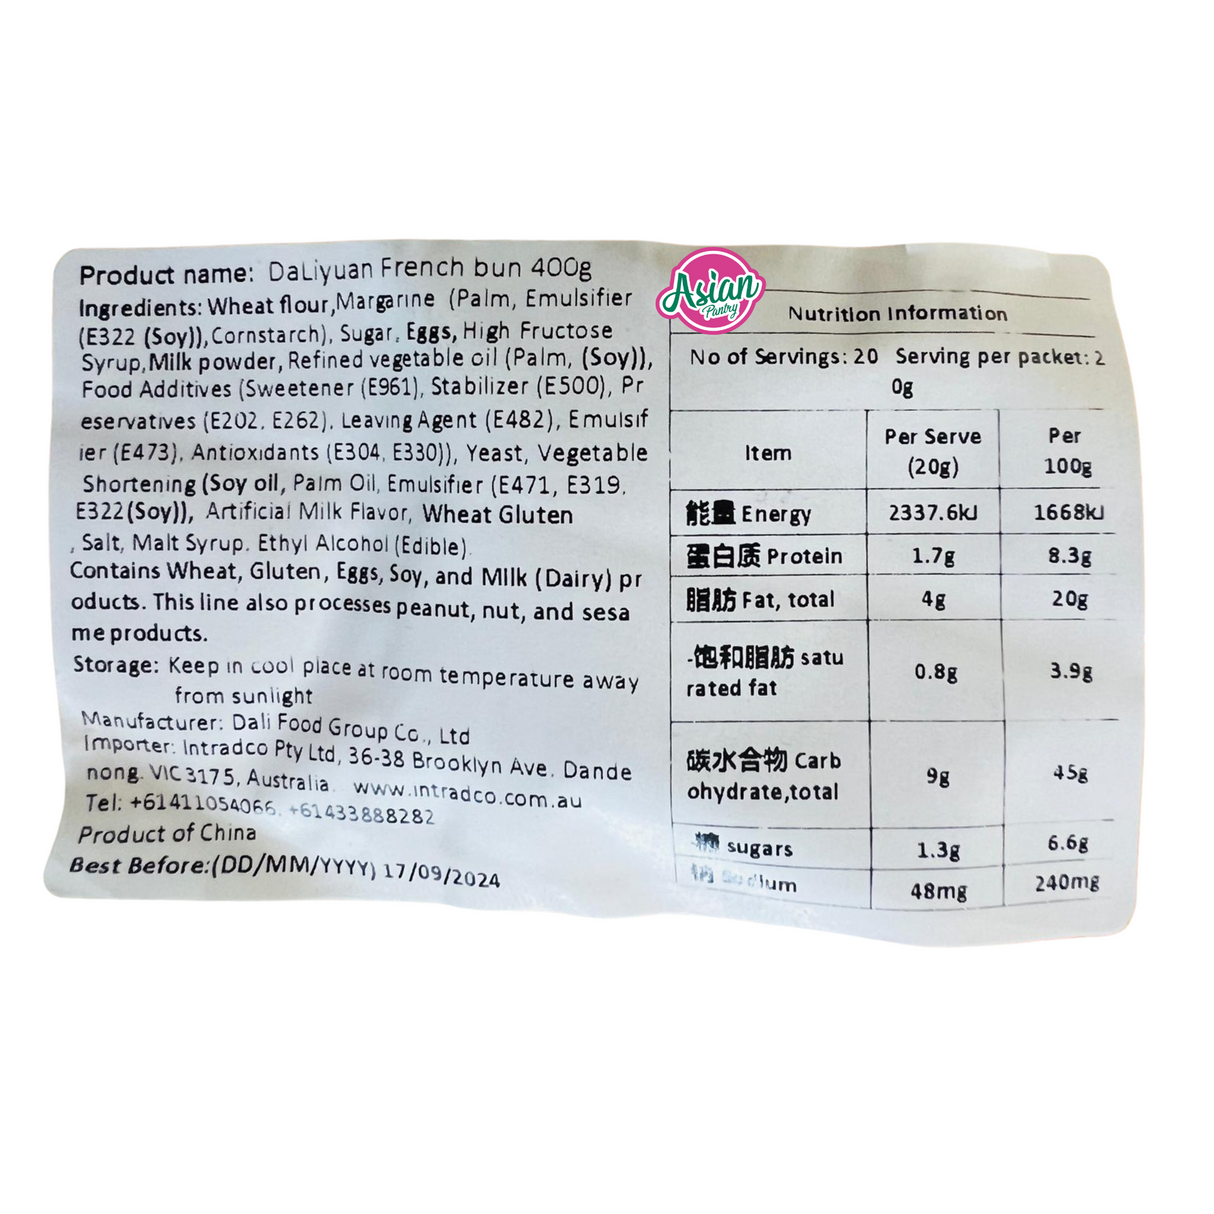 Product name: DaLiyuan French bun 400g
Ingredients: Wheat flour,Margarine (Palm, Emulsifier
(E322 (Soy)),Cornstarch), Sugar, Eggs, High Fructose
Syrup,Milk powder, Refined vegetable oil (Palm, (Soy)),
Food Additives (Sweetener (E961), Stabilizer (E500), Pr
eservatives (E202, E262), Leaving Agent (E482), Emulsif
ier (E473), Antioxidants (E304, E330)), Yeast, Vegetable
Shortening (Soy oil, Palm Oil, Emulsifier (E471, E319,
E322(Soy)), Artificial Milk Flavor, Wheat Gluten
, Salt, Malt Syrup. Ethyl Alcohol (Edible).
Contains Wheat, Gluten, Eggs, Soy, and Milk (Dairy) pr
oducts. This line also processes peanut, nut, and sesa
me products.
Storage: Keep in cool place at room temperature away
from sunlight
Manufacturer: Dali Food Group Co., Ltd
Importer: Intradco Pty Ltd, 36-38 Brooklyn Ave. Dande
nong. VIC 3175, Australia. www.intradco.com.au
Tel: +61411054066, +61433888282
Product of China
Best Before:(DD/MM/YYYY) 17/09/2024
Asian
Pantry
Nutrition Information
No of Servings: 20 Serving per packet: 2
0g
Item Per Serve (20g) Per 100g
能量 Energy 2337.6kJ 1668kJ
蛋白质 Protein 1.7g 8.3g
脂肪 Fat, total 4g 20g
-饱和脂肪 satu
rated fat 0.8g 3.9g
碳水合物 Carb
ohydrate,total 9g 45g
-糖 sugars 1.3g 6.6g
钠 Sodium 48mg 240mg